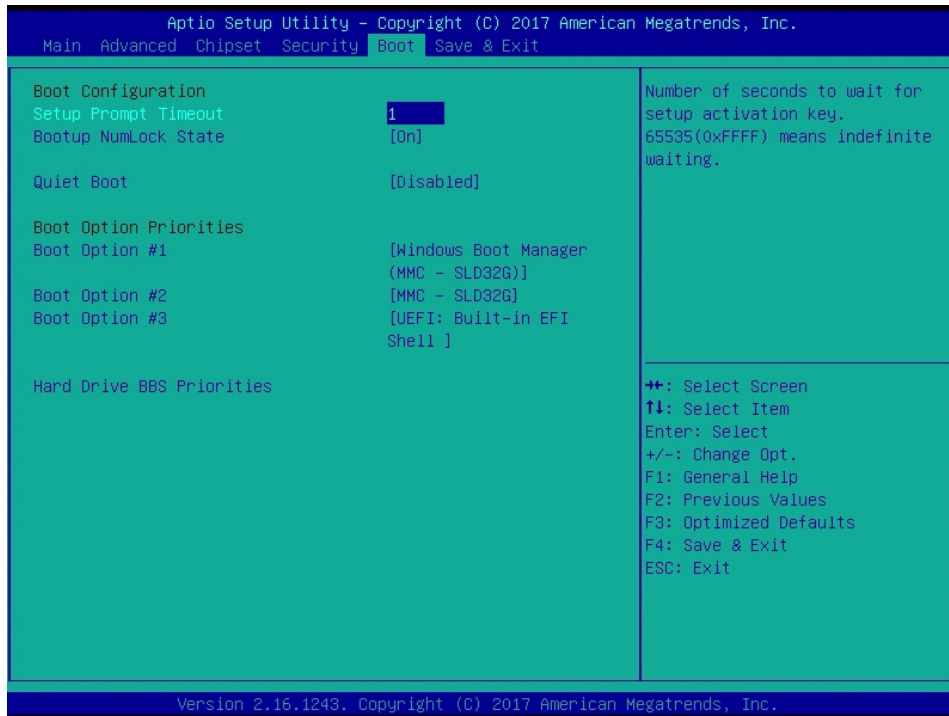 Aptio Setup Utility – Copyright (C) 2017 American Megatrends, Inc.
Main Advanced Chipset Security Boot Save & Exit
Boot Configuration
Setup Prompt Timeout 1
Bootup NumLock State [On]
Quiet Boot [Disabled]
Boot Option Priorities
Boot Option #1 [Windows Boot Manager
(MMC - SLD32G)]
Boot Option #2 [MMC - SLD32G]
Boot Option #3 [UEFI: Built-in EFI
Shell ]
Hard Drive BBS Priorities
Number of seconds to wait for
setup activation key.
65535(0xFFFF) means indefinite
waiting.
→←: Select Screen
↑↓: Select Item
Enter: Select
+/-: Change Opt.
F1: General Help
F2: Previous Values
F3: Optimized Defaults
F4: Save & Exit
ESC: Exit
Version 2.16.1243. Copyright (C) 2017 American Megatrends, Inc.